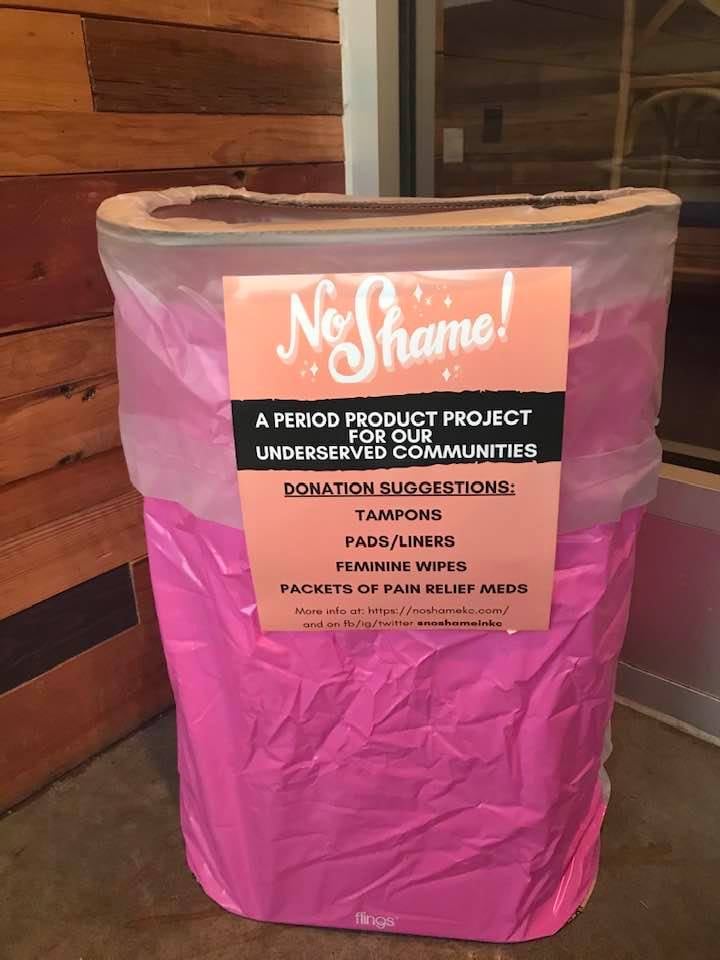 No Shame!
A PERIOD PRODUCT PROJECT
FOR OUR
UNDERSERVED COMMUNITIES
DONATION SUGGESTIONS:
TAMPONS
PADS/LINERS
FEMININE WIPES
PACKETS OF PAIN RELIEF MEDS
More info at: https://noshamekc.com/
and on fb/ig/twitter @noshameinkc
flings